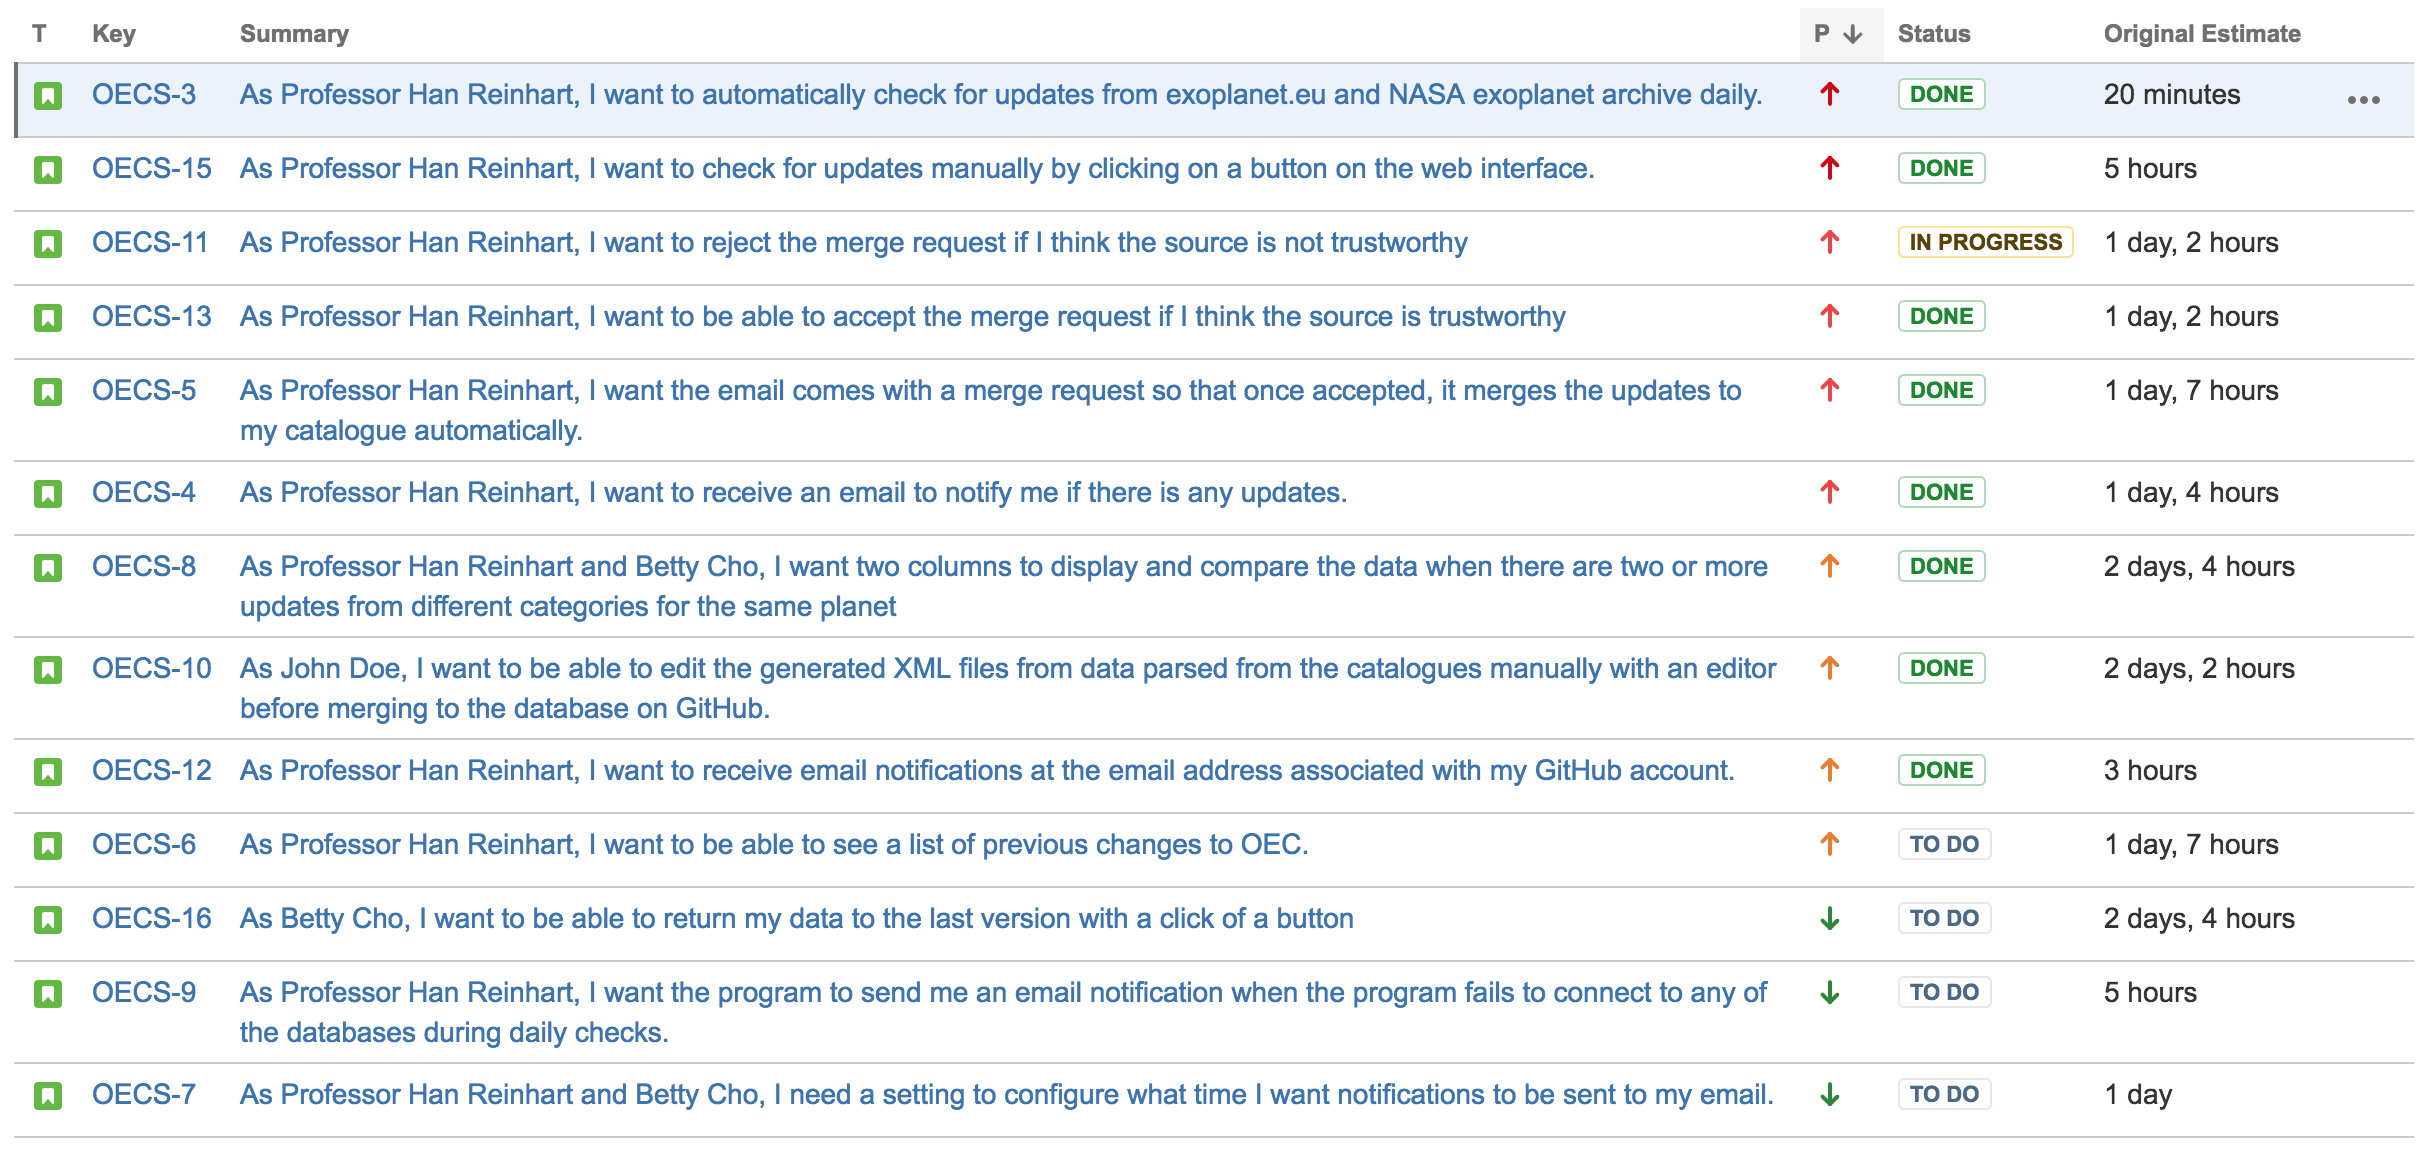 T Key Summary P Status Original Estimate
OECS-3 As Professor Han Reinhart, I want to automatically check for updates from exoplanet.eu and NASA exoplanet archive daily. DONE 20 minutes
OECS-15 As Professor Han Reinhart, I want to check for updates manually by clicking on a button on the web interface. DONE 5 hours
OECS-11 As Professor Han Reinhart, I want to reject the merge request if I think the source is not trustworthy IN PROGRESS 1 day, 2 hours
OECS-13 As Professor Han Reinhart, I want to be able to accept the merge request if I think the source is trustworthy DONE 1 day, 2 hours
OECS-5 As Professor Han Reinhart, I want the email comes with a merge request so that once accepted, it merges the updates to DONE 1 day, 7 hours
my catalogue automatically.
OECS-4 As Professor Han Reinhart, I want to receive an email to notify me if there is any updates. DONE 1 day, 4 hours
OECS-8 As Professor Han Reinhart and Betty Cho, I want two columns to display and compare the data when there are two or more DONE 2 days, 4 hours
updates from different categories for the same planet
OECS-10 As John Doe, I want to be able to edit the generated XML files from data parsed from the catalogues manually with an editor DONE 2 days, 2 hours
before merging to the database on GitHub.
OECS-12 As Professor Han Reinhart, I want to receive email notifications at the email address associated with my GitHub account. DONE 3 hours
OECS-6 As Professor Han Reinhart, I want to be able to see a list of previous changes to OEC. TO DO 1 day, 7 hours
OECS-16 As Betty Cho, I want to be able to return my data to the last version with a click of a button TO DO 2 days, 4 hours
OECS-9 As Professor Han Reinhart, I want the program to send me an email notification when the program fails to connect to any of TO DO 5 hours
the databases during daily checks.
OECS-7 As Professor Han Reinhart and Betty Cho, I need a setting to configure what time I want notifications to be sent to my email. TO DO 1 day